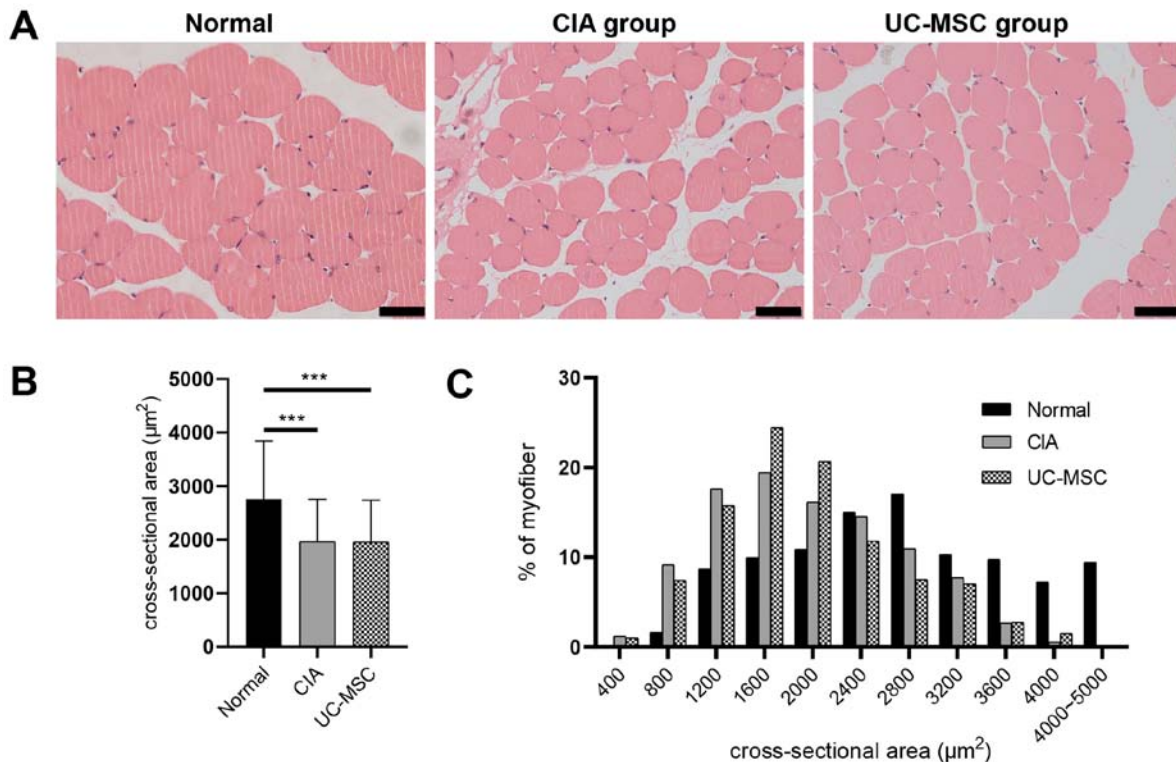 A
Normal
CIA group
UC-MSC group
B
cross-sectional area (µm²)
5000
4000
3000
2000
1000
0
***
***
Normal
CIA
UC-MSC
C
% of myofiber
30
20
10
0
Normal
CIA
UC-MSC
400
800
1200
1600
2000
2400
2800
3200
3600
4000
4000~5000
cross-sectional area (µm²)